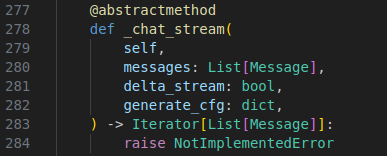 277 @abstractmethod
278 def _chat_stream(
279 self,
280 messages: List[Message],
281 delta_stream: bool,
282 generate_cfg: dict,
283 ) -> Iterator[List[Message]]:
284 raise NotImplementedError